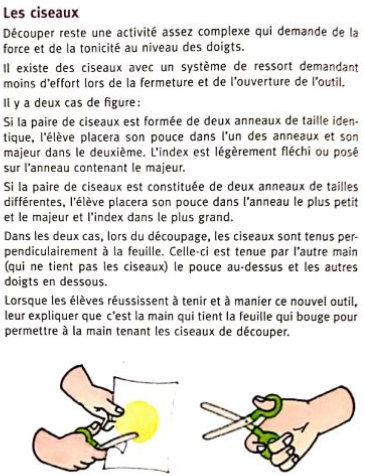 Les ciseaux
Découper reste une activité assez complexe qui demande de la
force et de la tonicité au niveau des doigts.
Il existe des ciseaux avec un système de ressort demandant
moins d'effort lors de la fermeture et de l'ouverture de l'outil.
Il y a deux cas de figure :
Si la paire de ciseaux est formée de deux anneaux de taille iden-
tique, l'élève placera son pouce dans l'un des anneaux et son
majeur dans le deuxième. L'index est légèrement fléchi ou posé
sur l'anneau contenant le majeur.
Si la paire de ciseaux est constituée de deux anneaux de tailles
différentes, l'élève placera son pouce dans l'anneau le plus petit
et le majeur et l'index dans le plus grand.
Dans les deux cas, lors du découpage, les ciseaux sont tenus per-
pendiculairement à la feuille. Celle-ci est tenue par l'autre main
(qui ne tient pas les ciseaux) le pouce au-dessus et les autres
doigts en dessous.
Lorsque les élèves réussissent à tenir et à manier ce nouvel outil,
leur expliquer que c'est la main qui tient la feuille qui bouge pour
permettre à la main tenant les ciseaux de découper.